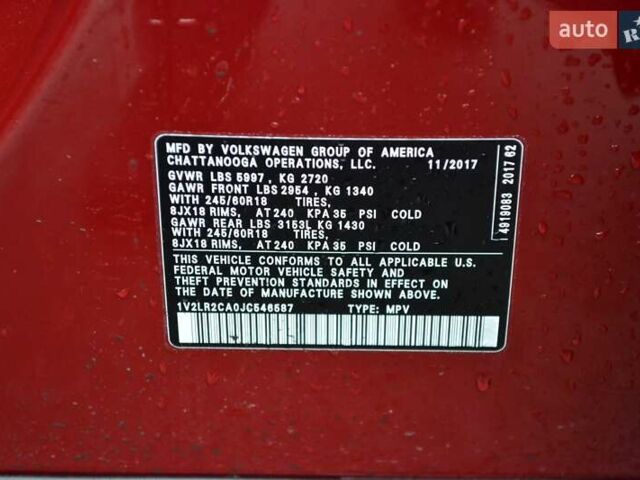 auto
R
MFD BY VOLKSWAGEN GROUP OF AMERICA
CHATTANOOGA OPERATIONS, LLC. 11/2017
GVWR LBS 5997 , KG 2720
GAWR FRONT LBS 2954 , KG 1340
WITH 245/60R18 TIRES,
8JX18 RIMS, AT 240 KPA 35 PSI COLD
GAWR REAR LBS 3153L KG 1430
WITH 245/60R18 TIRES,
8JX18 RIMS, AT 240 KPA 35 PSI COLD
THIS VEHICLE CONFORMS TO ALL APPLICABLE U.S.
FEDERAL MOTOR VEHICLE SAFETY AND
THEFT PREVENTION STANDARDS IN EFFECT ON THE
DATE OF MANUFACTURE SHOWN ABOVE.
1V2LR2CA0JC546587 TYPE: MPV
4919083 2017 62